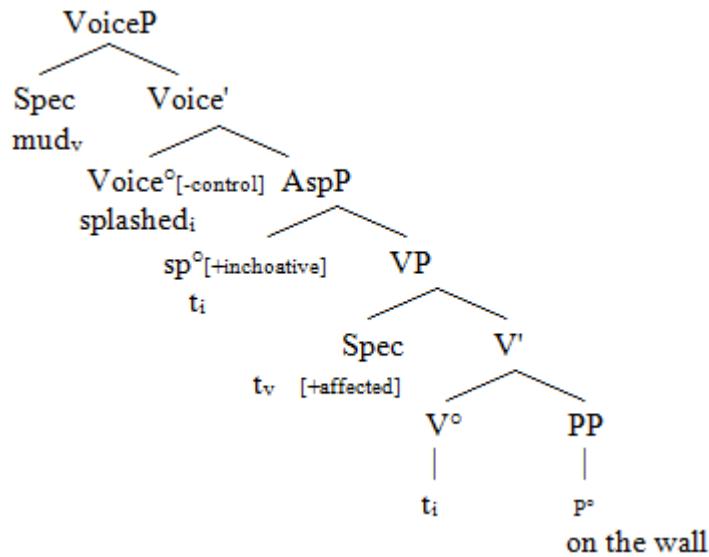 VoiceP
Spec Voice'
mudv
Voice°[-control] AspP
splashedi
sp°[+inchoative] VP
ti
Spec V'
tv [+affected]
V° PP
ti P°
on the wall